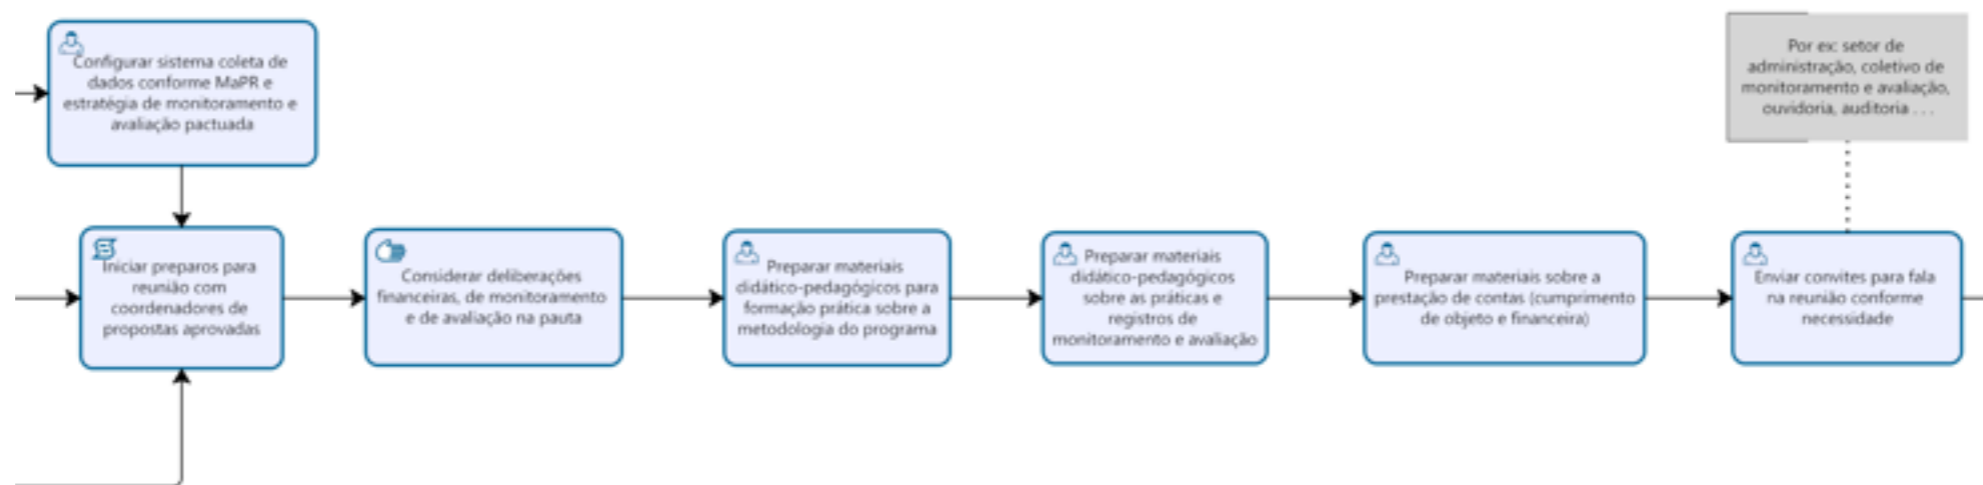 Configurar sistema coleta de
dados conforme MaPR e
estratégia de monitoramento e
avaliação pactuada
Por ex: setor de
administração, coletivo de
monitoramento e avaliação,
ouvidoria, auditoria . . .
Iniciar preparos para
reunião com
coordenadores de
propostas aprovadas
Considerar deliberações
financeiras, de monitoramento
e de avaliação na pauta
Preparar materiais
didático-pedagógicos para
formação prática sobre a
metodologia do programa
Preparar materiais
didático-pedagógicos
sobre as práticas e
registros de
monitoramento e avaliação
Preparar materiais sobre a
prestação de contas (cumprimento
de objeto e financeira)
Enviar convites para fala
na reunião conforme
necessidade